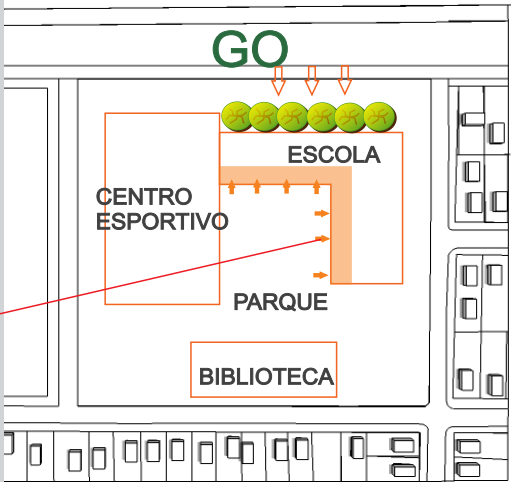 GO
ESCOLA
CENTRO
ESPORTIVO
PARQUE
BIBLIOTECA